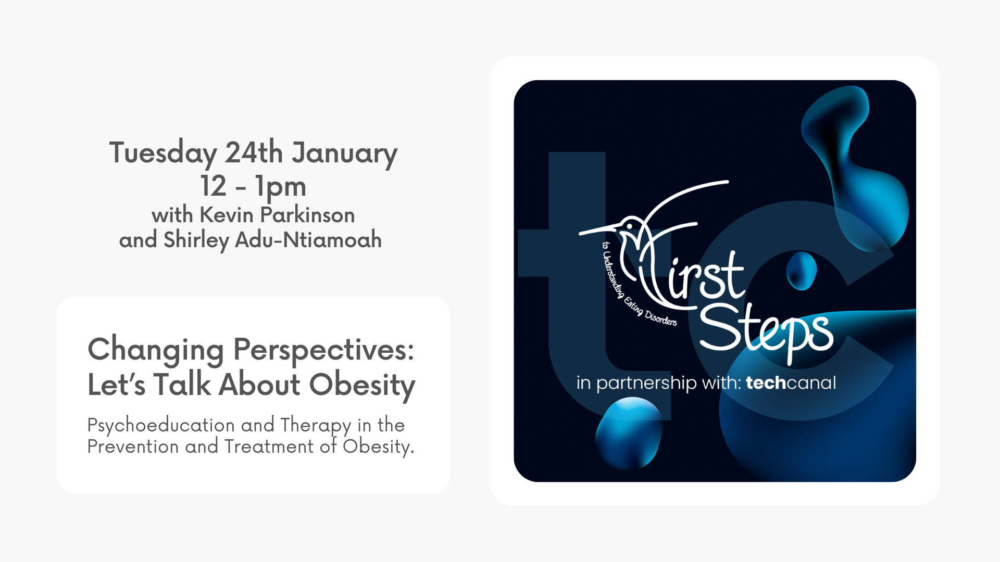 Tuesday 24th January
12 - 1pm
with Kevin Parkinson
and Shirley Adu-Ntiamoah
Changing Perspectives:
Let's Talk About Obesity
Psychoeducation and Therapy in the
Prevention and Treatment of Obesity.
tc
First
Steps
to Understanding Eating Disorders
in partnership with: techcanal